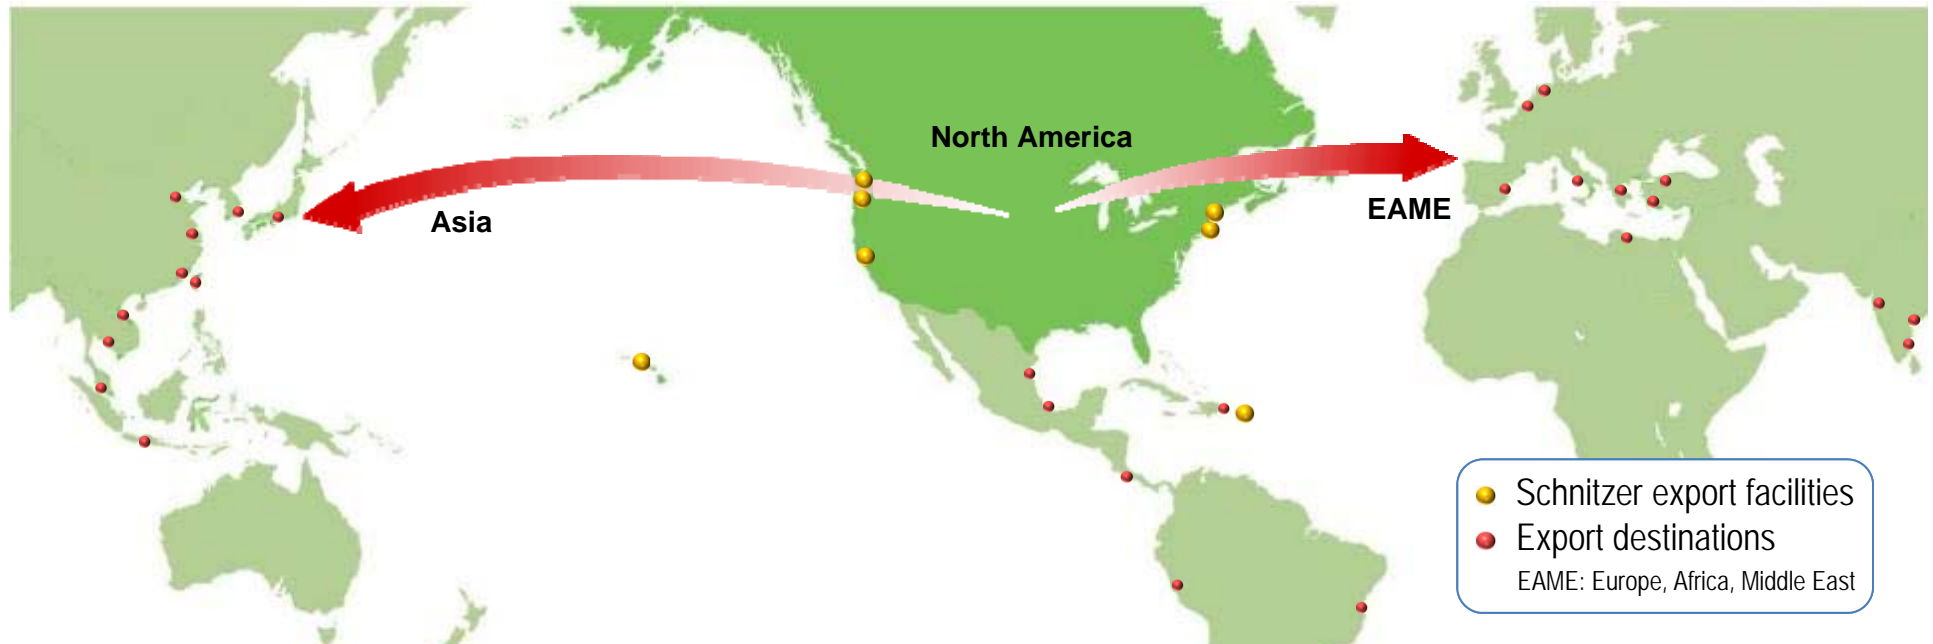 North America
Asia
EAME
Schnitzer export facilities
Export destinations
EAME: Europe, Africa, Middle East